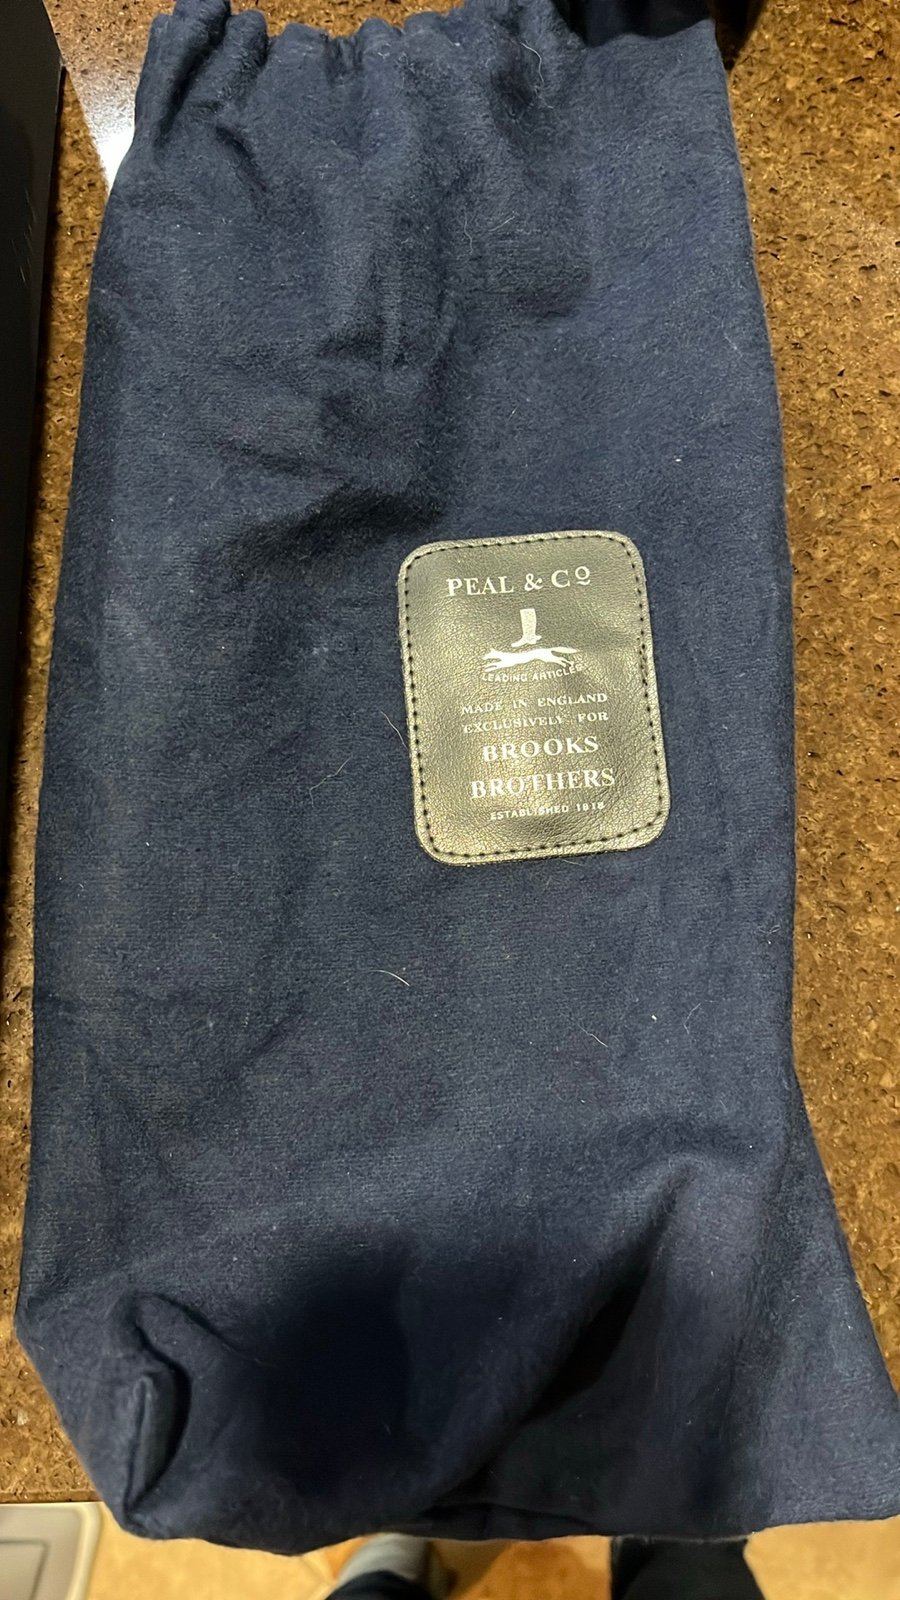 PEAL & Cº
LEADING ARTICLES
MADE IN ENGLAND
EXCLUSIVELY FOR
BROOKS
BROTHERS
ESTABLISHED 1818